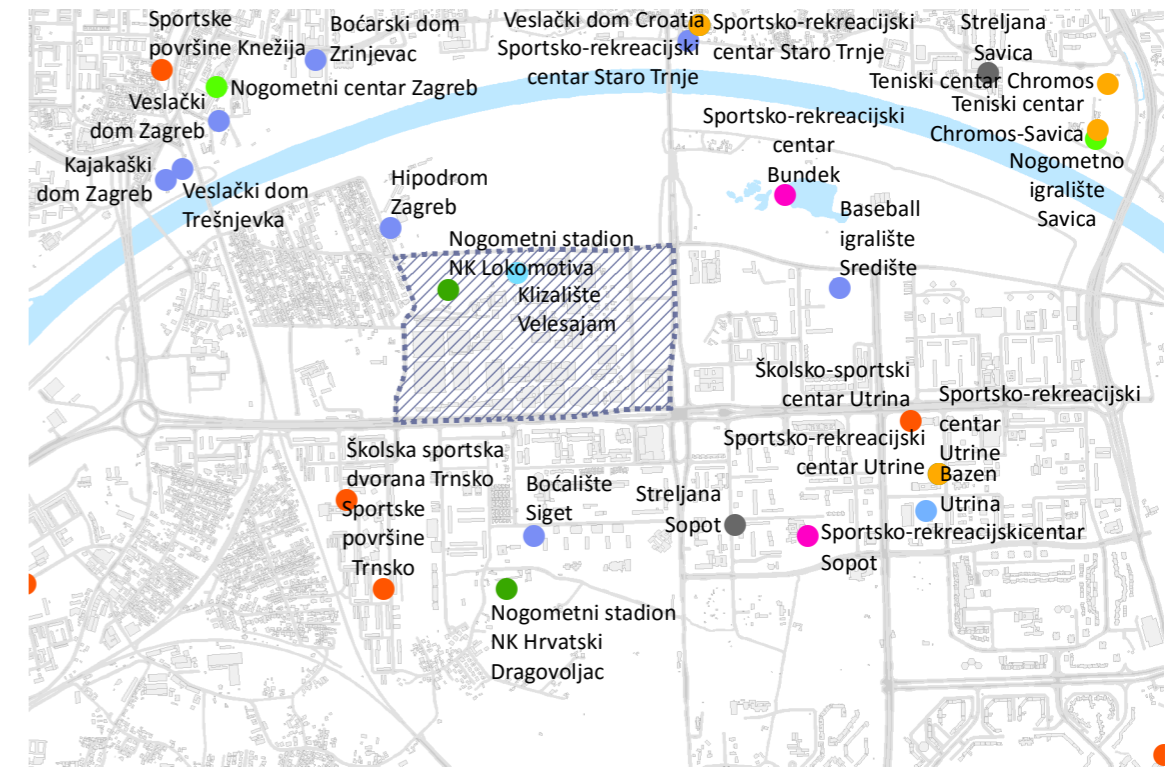 Sportske
površine Knežija
Boćarski dom
Zrinjevac
Veslački dom Croatia
Sportsko-rekreacijski
centar Staro Trnje
Sportsko-rekreacijski
centar Staro Trnje
Streljana
Savica
Teniski centar Chromos
Teniski centar
Chromos-Savica
Nogometno
igralište
Savica
Nogometni centar Zagreb
Veslački
dom Zagreb
Kajakaški
dom Zagreb
Veslački dom
Trešnjevka
Sportsko-rekreacijski
centar
Bundek
Hipodrom
Zagreb
Baseball
igralište
Središte
Nogometni stadion
NK Lokomotiva
Klizalište
Velesajam
Školsko-sportski
centar Utrina
Sportsko-rekreacijski
centar
Utrine
Sportsko-rekreacijski
centar Utrine
Bazen
Utrina
Školska sportska
dvorana Trnsko
Sportske
površine
Trnsko
Boćalište
Siget
Streljana
Sopot
Sportsko-rekreacijskicentar
Sopot
Nogometni stadion
NK Hrvatski
Dragovoljac